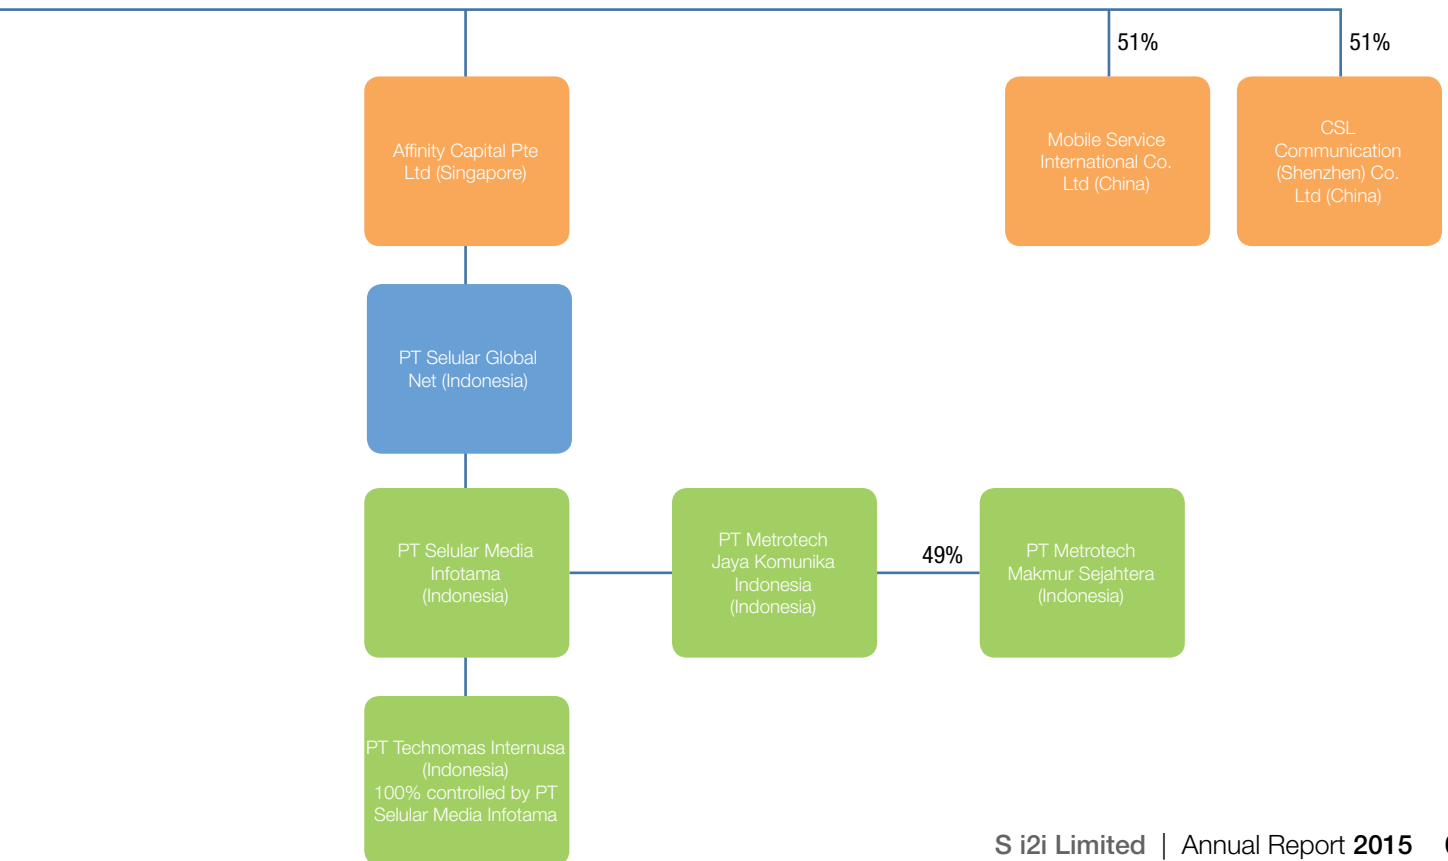 51%
51%
Affinity Capital Pte
Ltd (Singapore)
Mobile Service
International Co.
Ltd (China)
CSL
Communication
(Shenzhen) Co.
Ltd (China)
PT Selular Global
Net (Indonesia)
PT Selular Media
Infotama
(Indonesia)
PT Metrotech
Jaya Komunika
Indonesia
(Indonesia)
49%
PT Metrotech
Makmur Sejahtera
(Indonesia)
PT Technomas Internusa
(Indonesia)
100% controlled by PT
Selular Media Infotama
S i2i Limited | Annual Report 2015